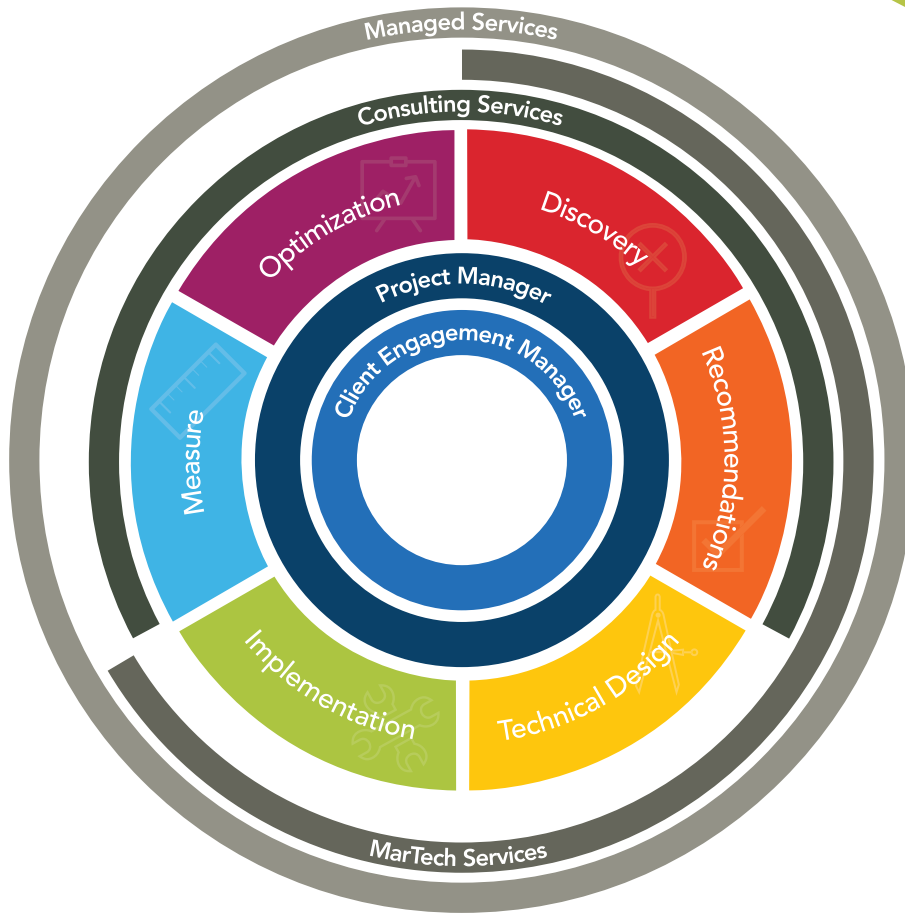 Managed Services
Consulting Services
Optimization
Discovery
Project Manager
Client Engagement Manager
Recommendations
Measure
Implementation
Technical Design
MarTech Services